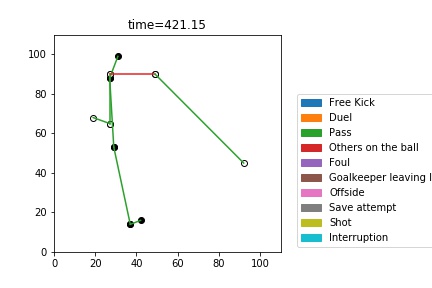 time=421.15
100
80
60
40
20
0
0 20 40 60 80 100
Free Kick
Duel
Pass
Others on the ball
Foul
Goalkeeper leaving l
Offside
Save attempt
Shot
Interruption